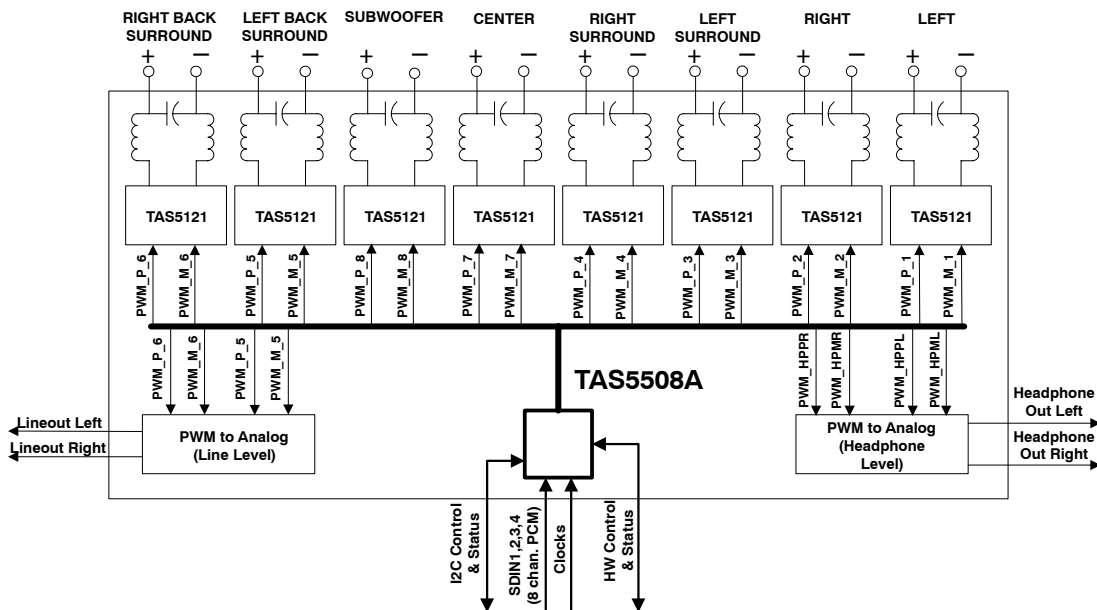 RIGHT BACK
SURROUND
LEFT BACK
SURROUND
SUBWOOFER
CENTER
RIGHT
SURROUND
LEFT
SURROUND
RIGHT
LEFT
+ − + − + − + − + − + − + − + −
TAS5121 TAS5121 TAS5121 TAS5121 TAS5121 TAS5121 TAS5121 TAS5121
PWM_P_6
PWM_M_6
PWM_P_5
PWM_M_5
PWM_P_8
PWM_M_8
PWM_P_7
PWM_M_7
PWM_P_4
PWM_M_4
PWM_P_3
PWM_M_3
PWM_P_2
PWM_M_2
PWM_P_1
PWM_M_1
PWM_P_6
PWM_M_6
PWM_P_5
PWM_M_5
PWM_HPPR
PWM_HPMR
PWM_HPPL
PWM_HPML
TAS5508A
Lineout Left
Lineout Right
PWM to Analog
(Line Level)
PWM to Analog
(Headphone
Level)
Headphone
Out Left
Headphone
Out Right
I2C Control
& Status
SDIN1,2,3,4
(8 chan. PCM)
Clocks
HW Control
& Status